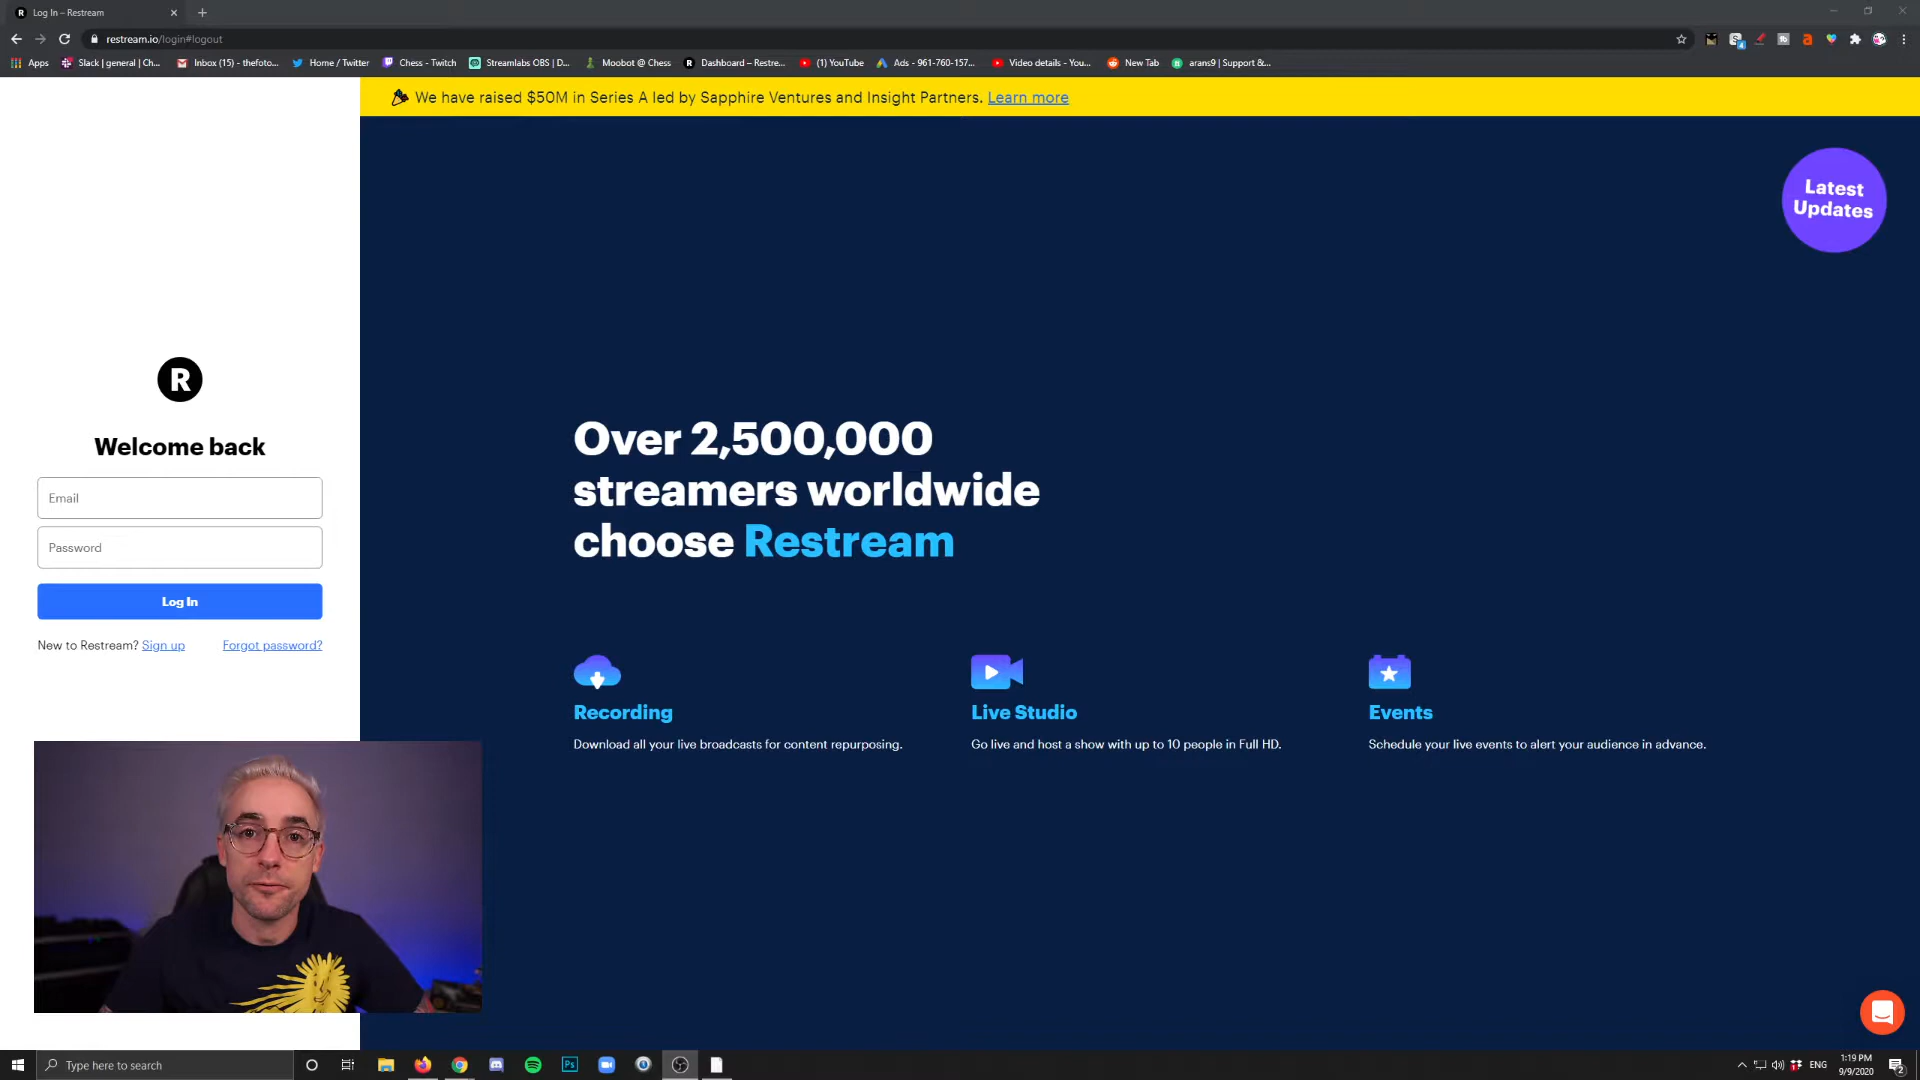 Log In – Restream
restream.io/login#logout
Apps
Slack | general | Ch...
Inbox (15) - thefoto...
Home / Twitter
Chess - Twitch
Streamlabs OBS | D...
Moobot @ Chess
Dashboard – Restre...
(1) YouTube
Ads - 961-760-157...
Video details - You...
New Tab
arans9 | Support &...
We have raised $50M in Series A led by Sapphire Ventures and Insight Partners. Learn more
Latest
Updates
R
Welcome back
Email
Password
Log In
New to Restream? Sign up
Forgot password?
Over 2,500,000
streamers worldwide
choose Restream
Recording
Download all your live broadcasts for content repurposing.
Live Studio
Go live and host a show with up to 10 people in Full HD.
Events
Schedule your live events to alert your audience in advance.
Type here to search
Ps
ENG
1:19 PM
9/9/2020
2